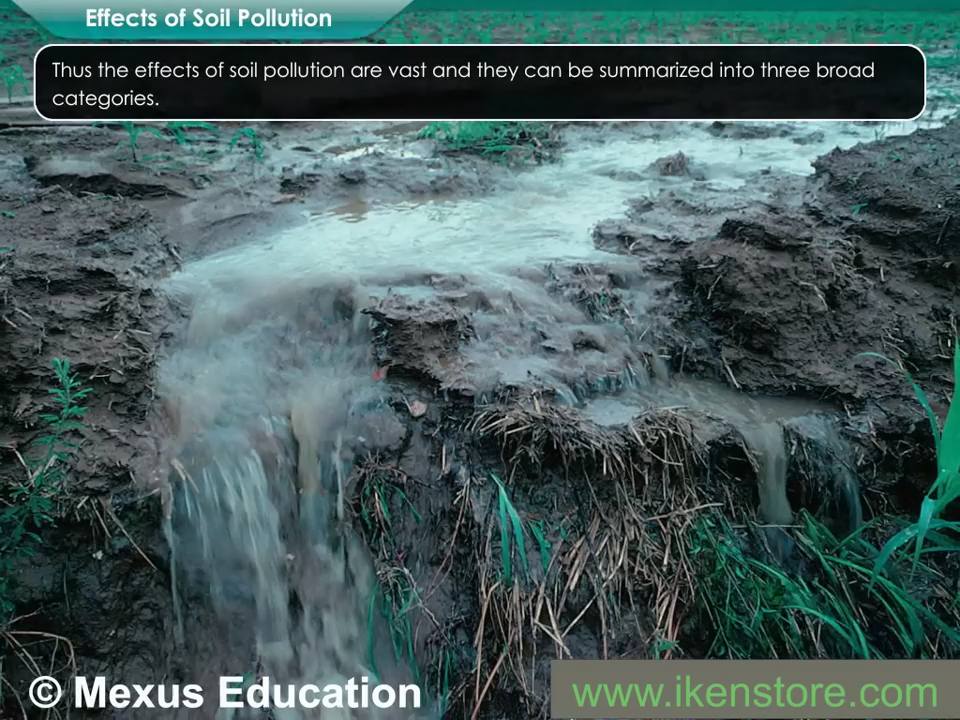 Effects of Soil Pollution
Thus the effects of soil pollution are vast and they can be summarized into three broad
categories.
© Mexus Education
www.ikenstore.com